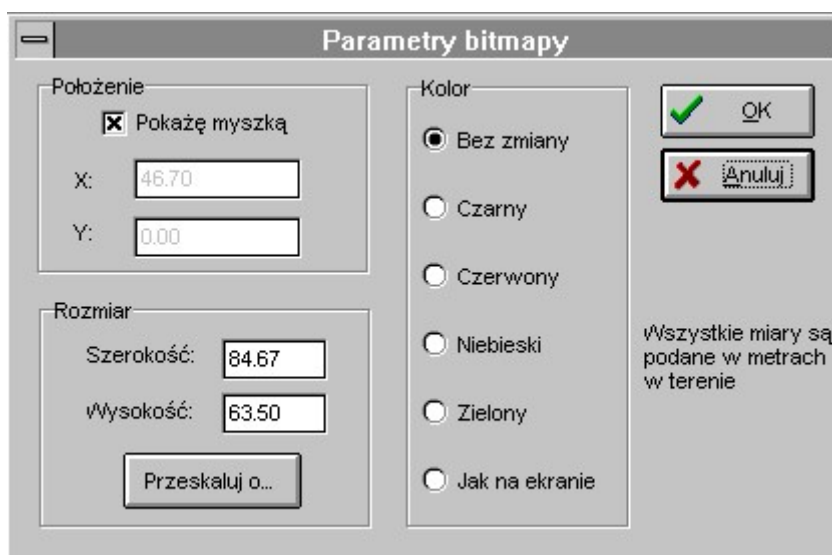 Parametry bitmapy
Położenie
Pokażę myszką
X: 46.70
Y: 0.00
Rozmiar
Szerokość: 84.67
Wysokość: 63.50
Przeskaluj o...
Kolor
Bez zmiany
Czarny
Czerwony
Niebieski
Zielony
Jak na ekranie
OK
Anuluj
Wszystkie miary są
podane w metrach
w terenie